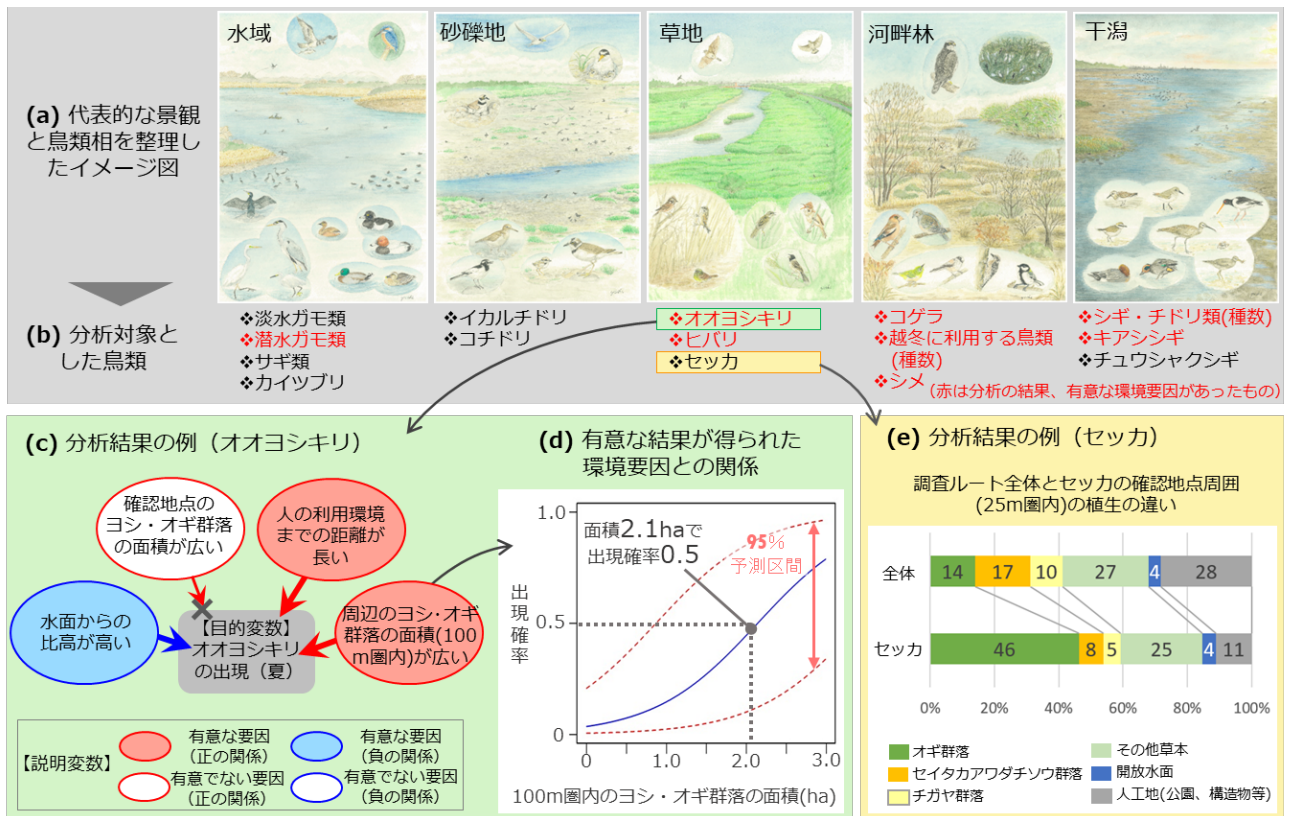 水域
砂礫地
草地
河畔林
干潟
(a) 代表的な景観
と鳥類相を整理し
たイメージ図
(b) 分析対象と
した鳥類
❖淡水ガモ類
❖潜水ガモ類
❖サギ類
❖カイツブリ
❖イカルチドリ
❖コチドリ
❖オオヨシキリ
❖ヒバリ
❖セッカ
❖コゲラ
❖越冬に利用する鳥類
(種数)
❖シメ
❖シギ・チドリ類(種数)
❖キアシシギ
❖チュウシャクシギ
(赤は分析の結果、有意な環境要因があったもの)
(c) 分析結果の例（オオヨシキリ）
確認地点の
ヨシ・オギ群落
の面積が広い
人の利用環境
までの距離が
長い
水面からの
比高が高い
【目的変数】
オオヨシキリ
の出現（夏）
周辺のヨシ・オギ
群落の面積(100
m圏内)が広い
【説明変数】
有意な要因
（正の関係）
有意な要因
（負の関係）
有意でない要因
（正の関係）
有意でない要因
（負の関係）
(d) 有意な結果が得られた
環境要因との関係
出現確率
1.0
0.5
0
面積2.1haで
出現確率0.5
95%
予測区間
0 1.0 2.0 3.0
100m圏内のヨシ・オギ群落の面積(ha)
(e) 分析結果の例（セッカ）
調査ルート全体とセッカの確認地点周囲
(25m圏内)の植生の違い
全体 14 17 10 27 4 28
セッカ 46 8 5 25 4 11
0% 20% 40% 60% 80% 100%
オギ群落
セイタカアワダチソウ群落
チガヤ群落
その他草本
開放水面
人工地(公園、構造物等)